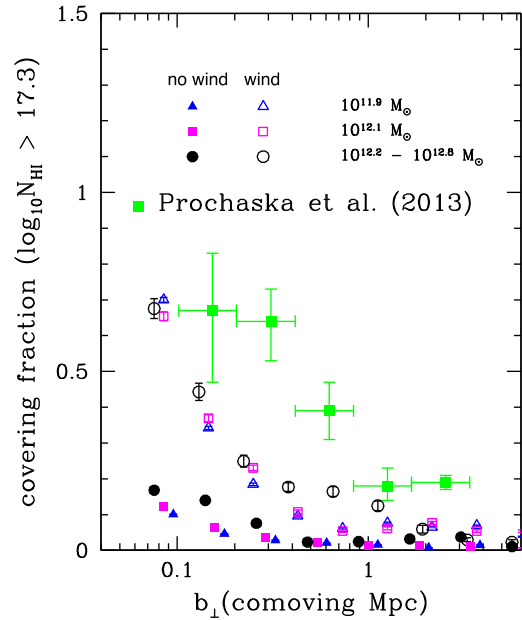 covering fraction (log₁₀N_HI > 17.3)
1.5
1
0.5
0
no wind wind
10^11.9 M⊙
10^12.1 M⊙
10^12.2 − 10^12.8 M⊙
Prochaska et al. (2013)
0.1 1
b⊥(comoving Mpc)